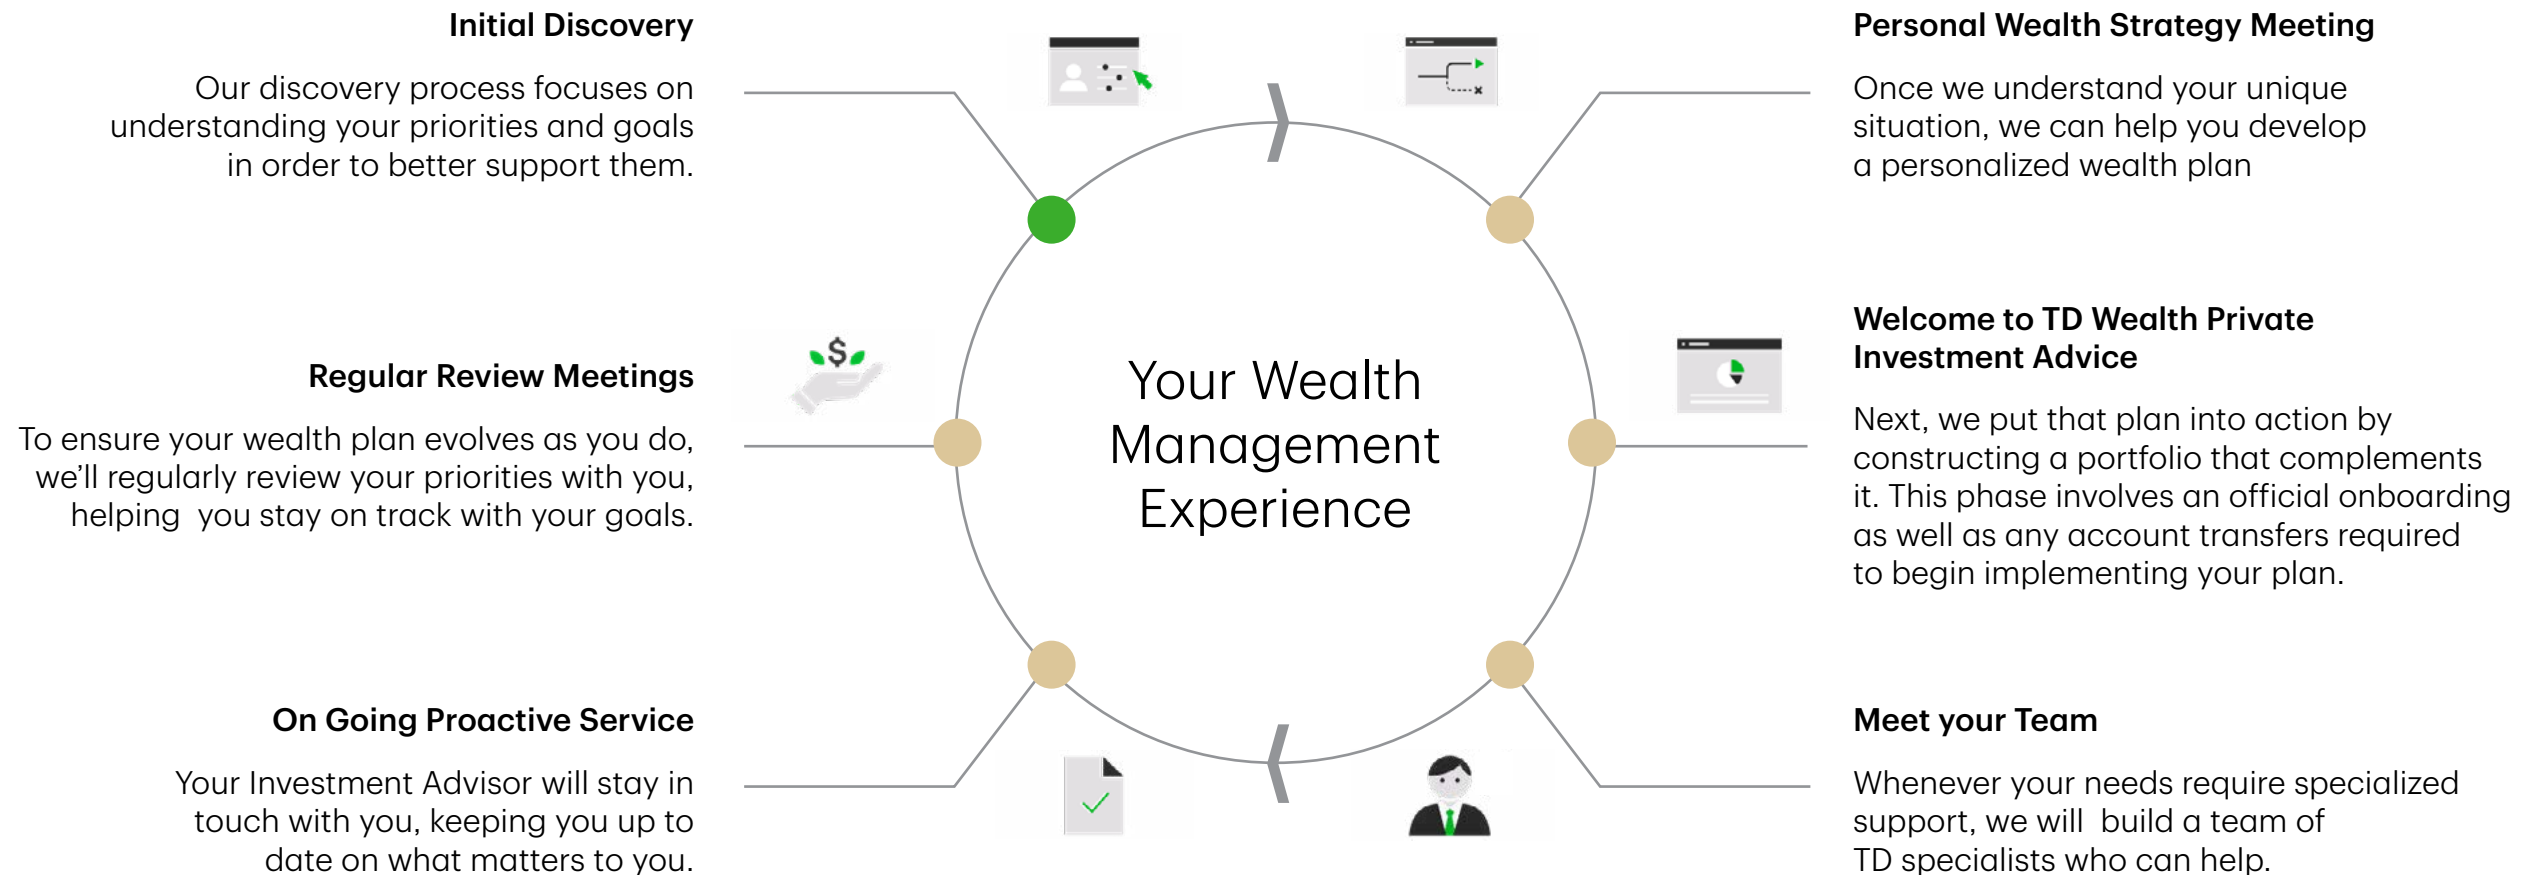 Initial Discovery
Our discovery process focuses on
understanding your priorities and goals
in order to better support them.
Personal Wealth Strategy Meeting
Once we understand your unique
situation, we can help you develop
a personalized wealth plan
Welcome to TD Wealth Private
Investment Advice
Next, we put that plan into action by
constructing a portfolio that complements
it. This phase involves an official onboarding
as well as any account transfers required
to begin implementing your plan.
Meet your Team
Whenever your needs require specialized
support, we will  build a team of
TD specialists who can help.
On Going Proactive Service
Your Investment Advisor will stay in
touch with you, keeping you up to
date on what matters to you.
Regular Review Meetings
To ensure your wealth plan evolves as you do,
we’ll regularly review your priorities with you,
helping  you stay on track with your goals.
Your Wealth
Management
Experience
$